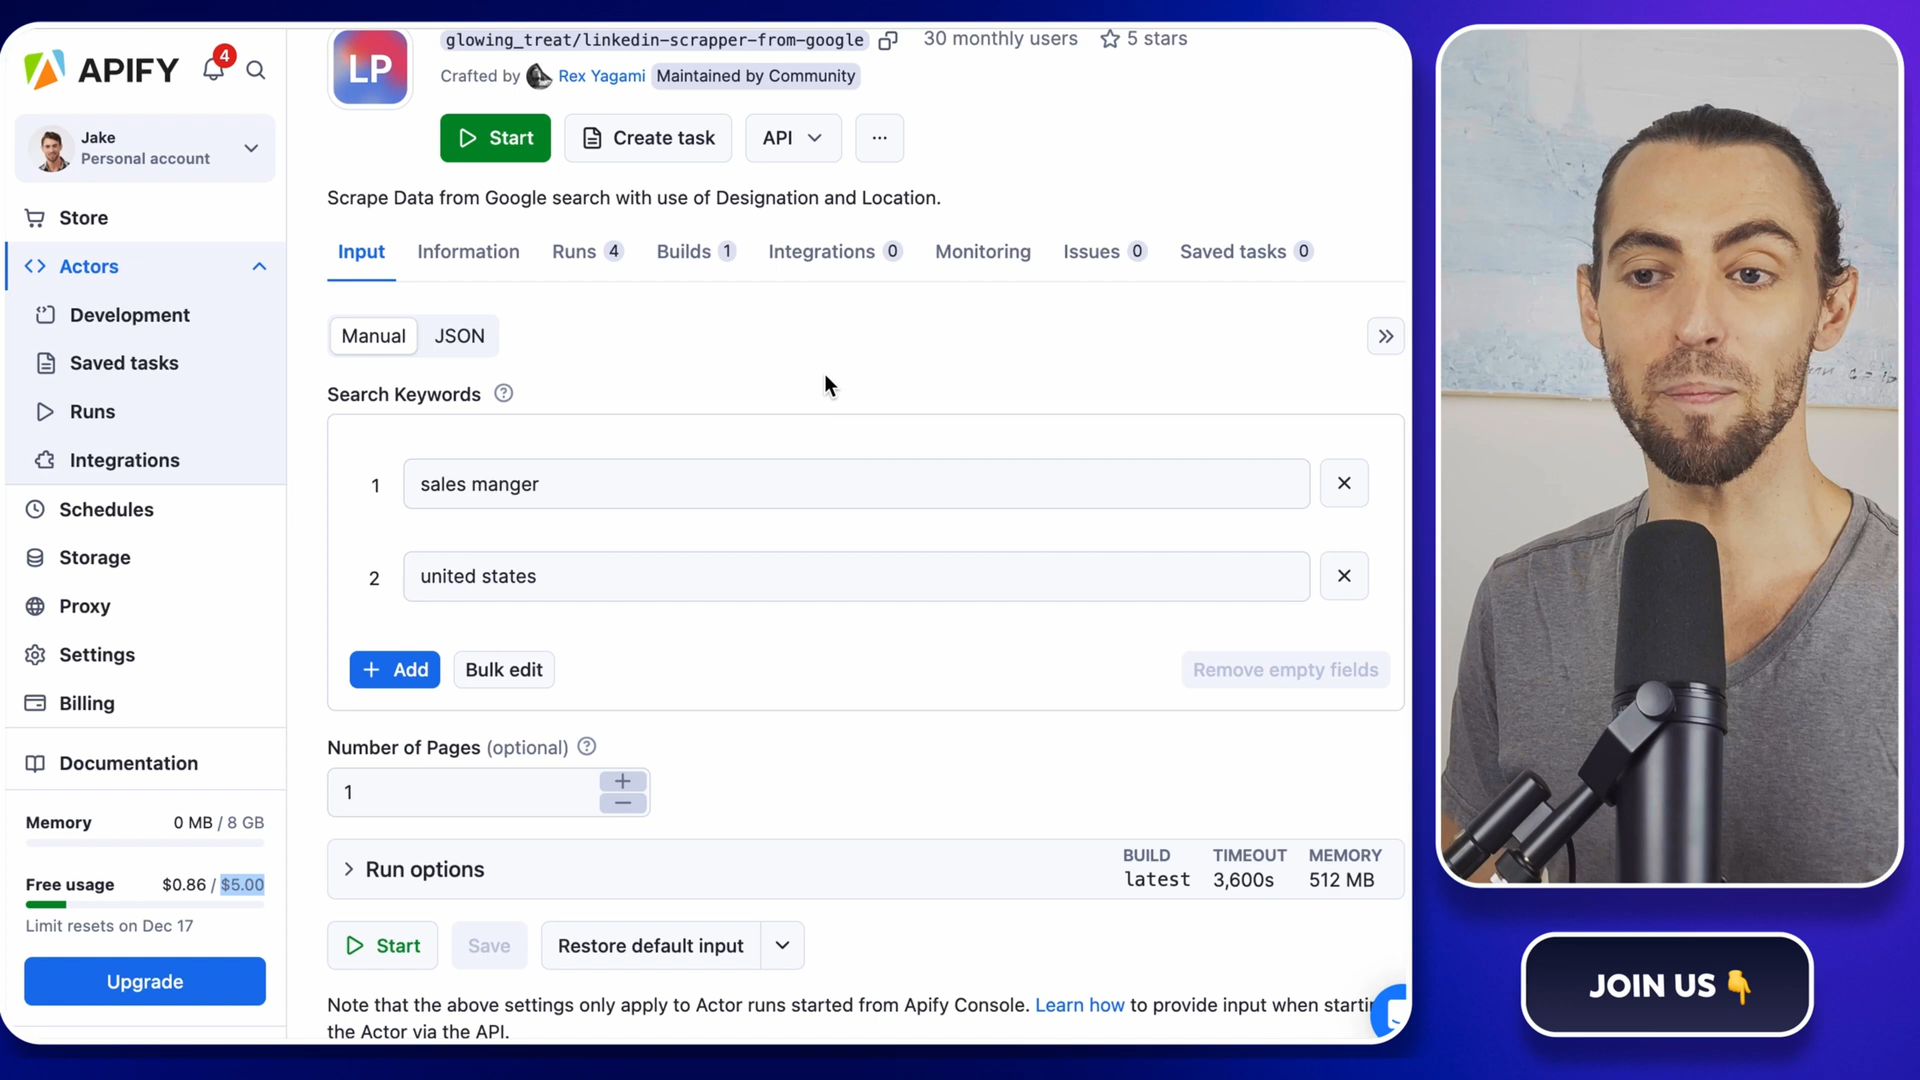 APIFY
4
Jake
Personal account
Store
Actors
Development
Saved tasks
Runs
Integrations
Schedules
Storage
Proxy
Settings
Billing
Documentation
Memory 0 MB / 8 GB
Free usage $0.86 / $5.00
Limit resets on Dec 17
Upgrade
LP
glowing_treat/linkedin-scrapper-from-google 30 monthly users 5 stars
Crafted by Rex Yagami Maintained by Community
Start Create task API ...
Scrape Data from Google search with use of Designation and Location.
Input Information Runs 4 Builds 1 Integrations 0 Monitoring Issues 0 Saved tasks 0
Manual JSON
Search Keywords
1 sales manger
2 united states
+ Add Bulk edit Remove empty fields
Number of Pages (optional)
1
Run options
BUILD TIMEOUT MEMORY
latest 3,600s 512 MB
Start Save Restore default input
Note that the above settings only apply to Actor runs started from Apify Console. Learn how to provide input when starti
the Actor via the API.
JOIN US 👇